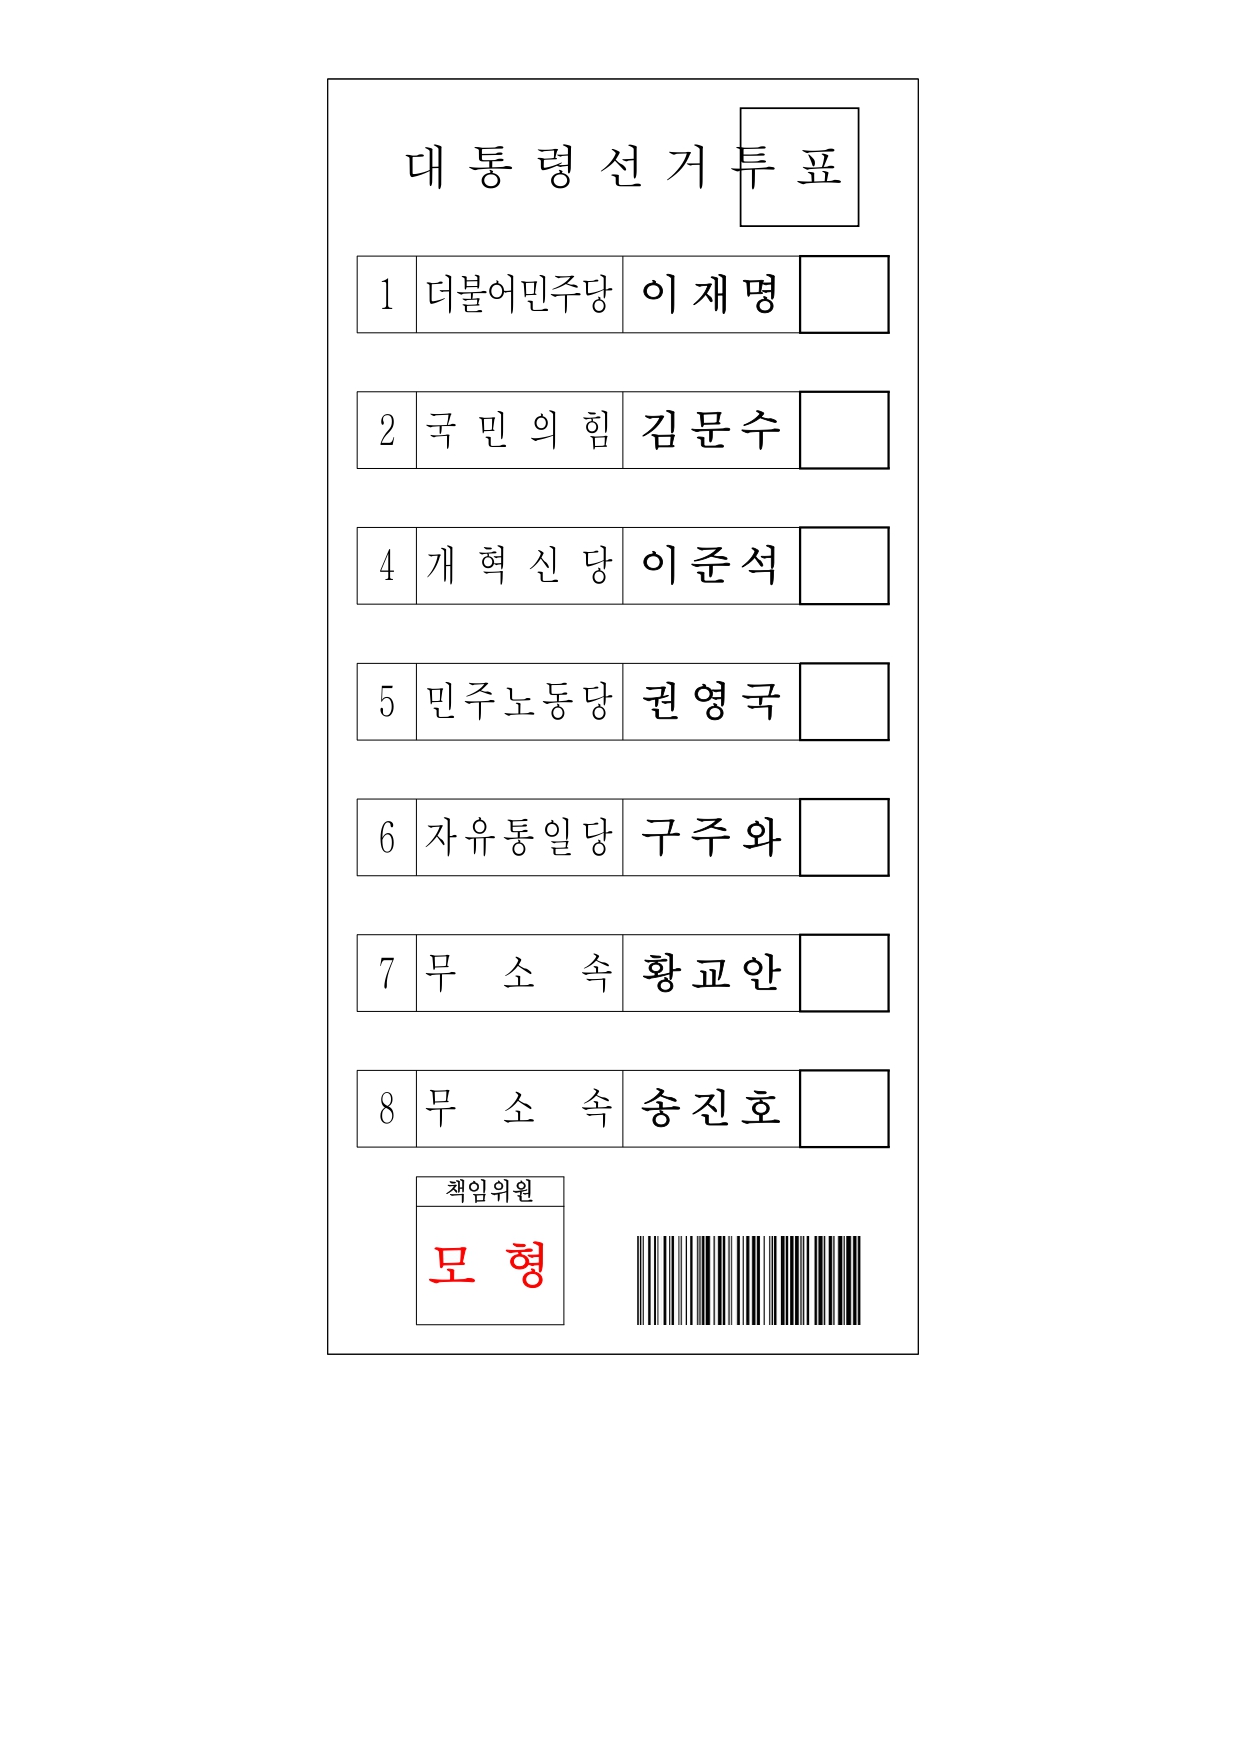 대통령선거투표
1 더불어민주당 이재명
2 국민의힘 김문수
4 개혁신당 이준석
5 민주노동당 권영국
6 자유통일당 구주와
7 무소속 황교안
8 무소속 송진호
책임위원
모형